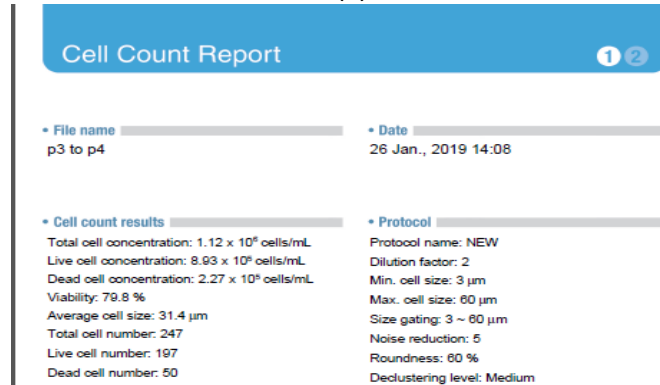 Cell Count Report
1 2
• File name
p3 to p4
• Date
26 Jan., 2019 14:08
• Cell count results
Total cell concentration: 1.12 x 10⁶ cells/mL
Live cell concentration: 8.93 x 10⁵ cells/mL
Dead cell concentration: 2.27 x 10⁵ cells/mL
Viability: 79.8 %
Average cell size: 31.4 µm
Total cell number: 247
Live cell number: 197
Dead cell number: 50
• Protocol
Protocol name: NEW
Dilution factor: 2
Min. cell size: 3 µm
Max. cell size: 60 µm
Size gating: 3 ~ 60 µm
Noise reduction: 5
Roundness: 60 %
Declustering level: Medium